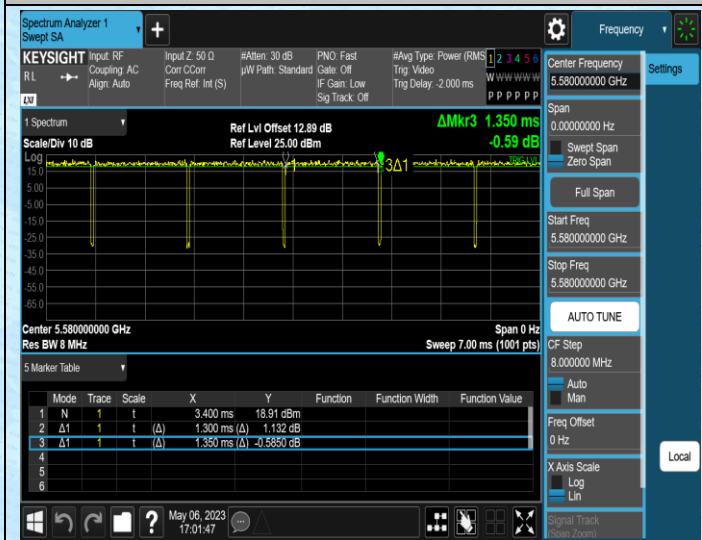 Spectrum Analyzer 1
Swept SA
+
Frequency
KEYSIGHT
RL
LXI
Input: RF
Coupling: AC
Align: Auto
Input Z: 50 Ω
Corr CCorr
Freq Ref: Int (S)
#Atten: 30 dB
µW Path: Standard
PNO: Fast
Gate: Off
IF Gain: Low
Sig Track: Off
#Avg Type: Power (RMS
Trig: Video
Trig Delay: -2.000 ms
1 2 3 4 5 6
W W W W W W
P P P P P P
1 Spectrum
Scale/Div 10 dB
Ref Lvl Offset 12.89 dB
Ref Level 25.00 dBm
ΔMkr3 1.350 ms
-0.59 dB
Log
15.0
5.00
-5.00
-15.0
-25.0
-35.0
-45.0
-55.0
-65.0
1
3Δ1
TRIG LVL
Center 5.580000000 GHz
Res BW 8 MHz
Span 0 Hz
Sweep 7.00 ms (1001 pts)
5 Marker Table
Mode Trace Scale X Y Function Function Width Function Value
1 N 1 t 3.400 ms 18.91 dBm
2 Δ1 1 t (Δ) 1.300 ms (Δ) 1.132 dB
3 Δ1 1 t (Δ) 1.350 ms (Δ) -0.5850 dB
4
5
6
?
May 06, 2023
17:01:47
Center Frequency
5.580000000 GHz
Span
0.00000000 Hz
Swept Span
Zero Span
Full Span
Start Freq
5.580000000 GHz
Stop Freq
5.580000000 GHz
AUTO TUNE
CF Step
8.000000 MHz
Auto
Man
Freq Offset
0 Hz
X Axis Scale
Log
Lin
Signal Track
(Span Zoom)
Settings
Local